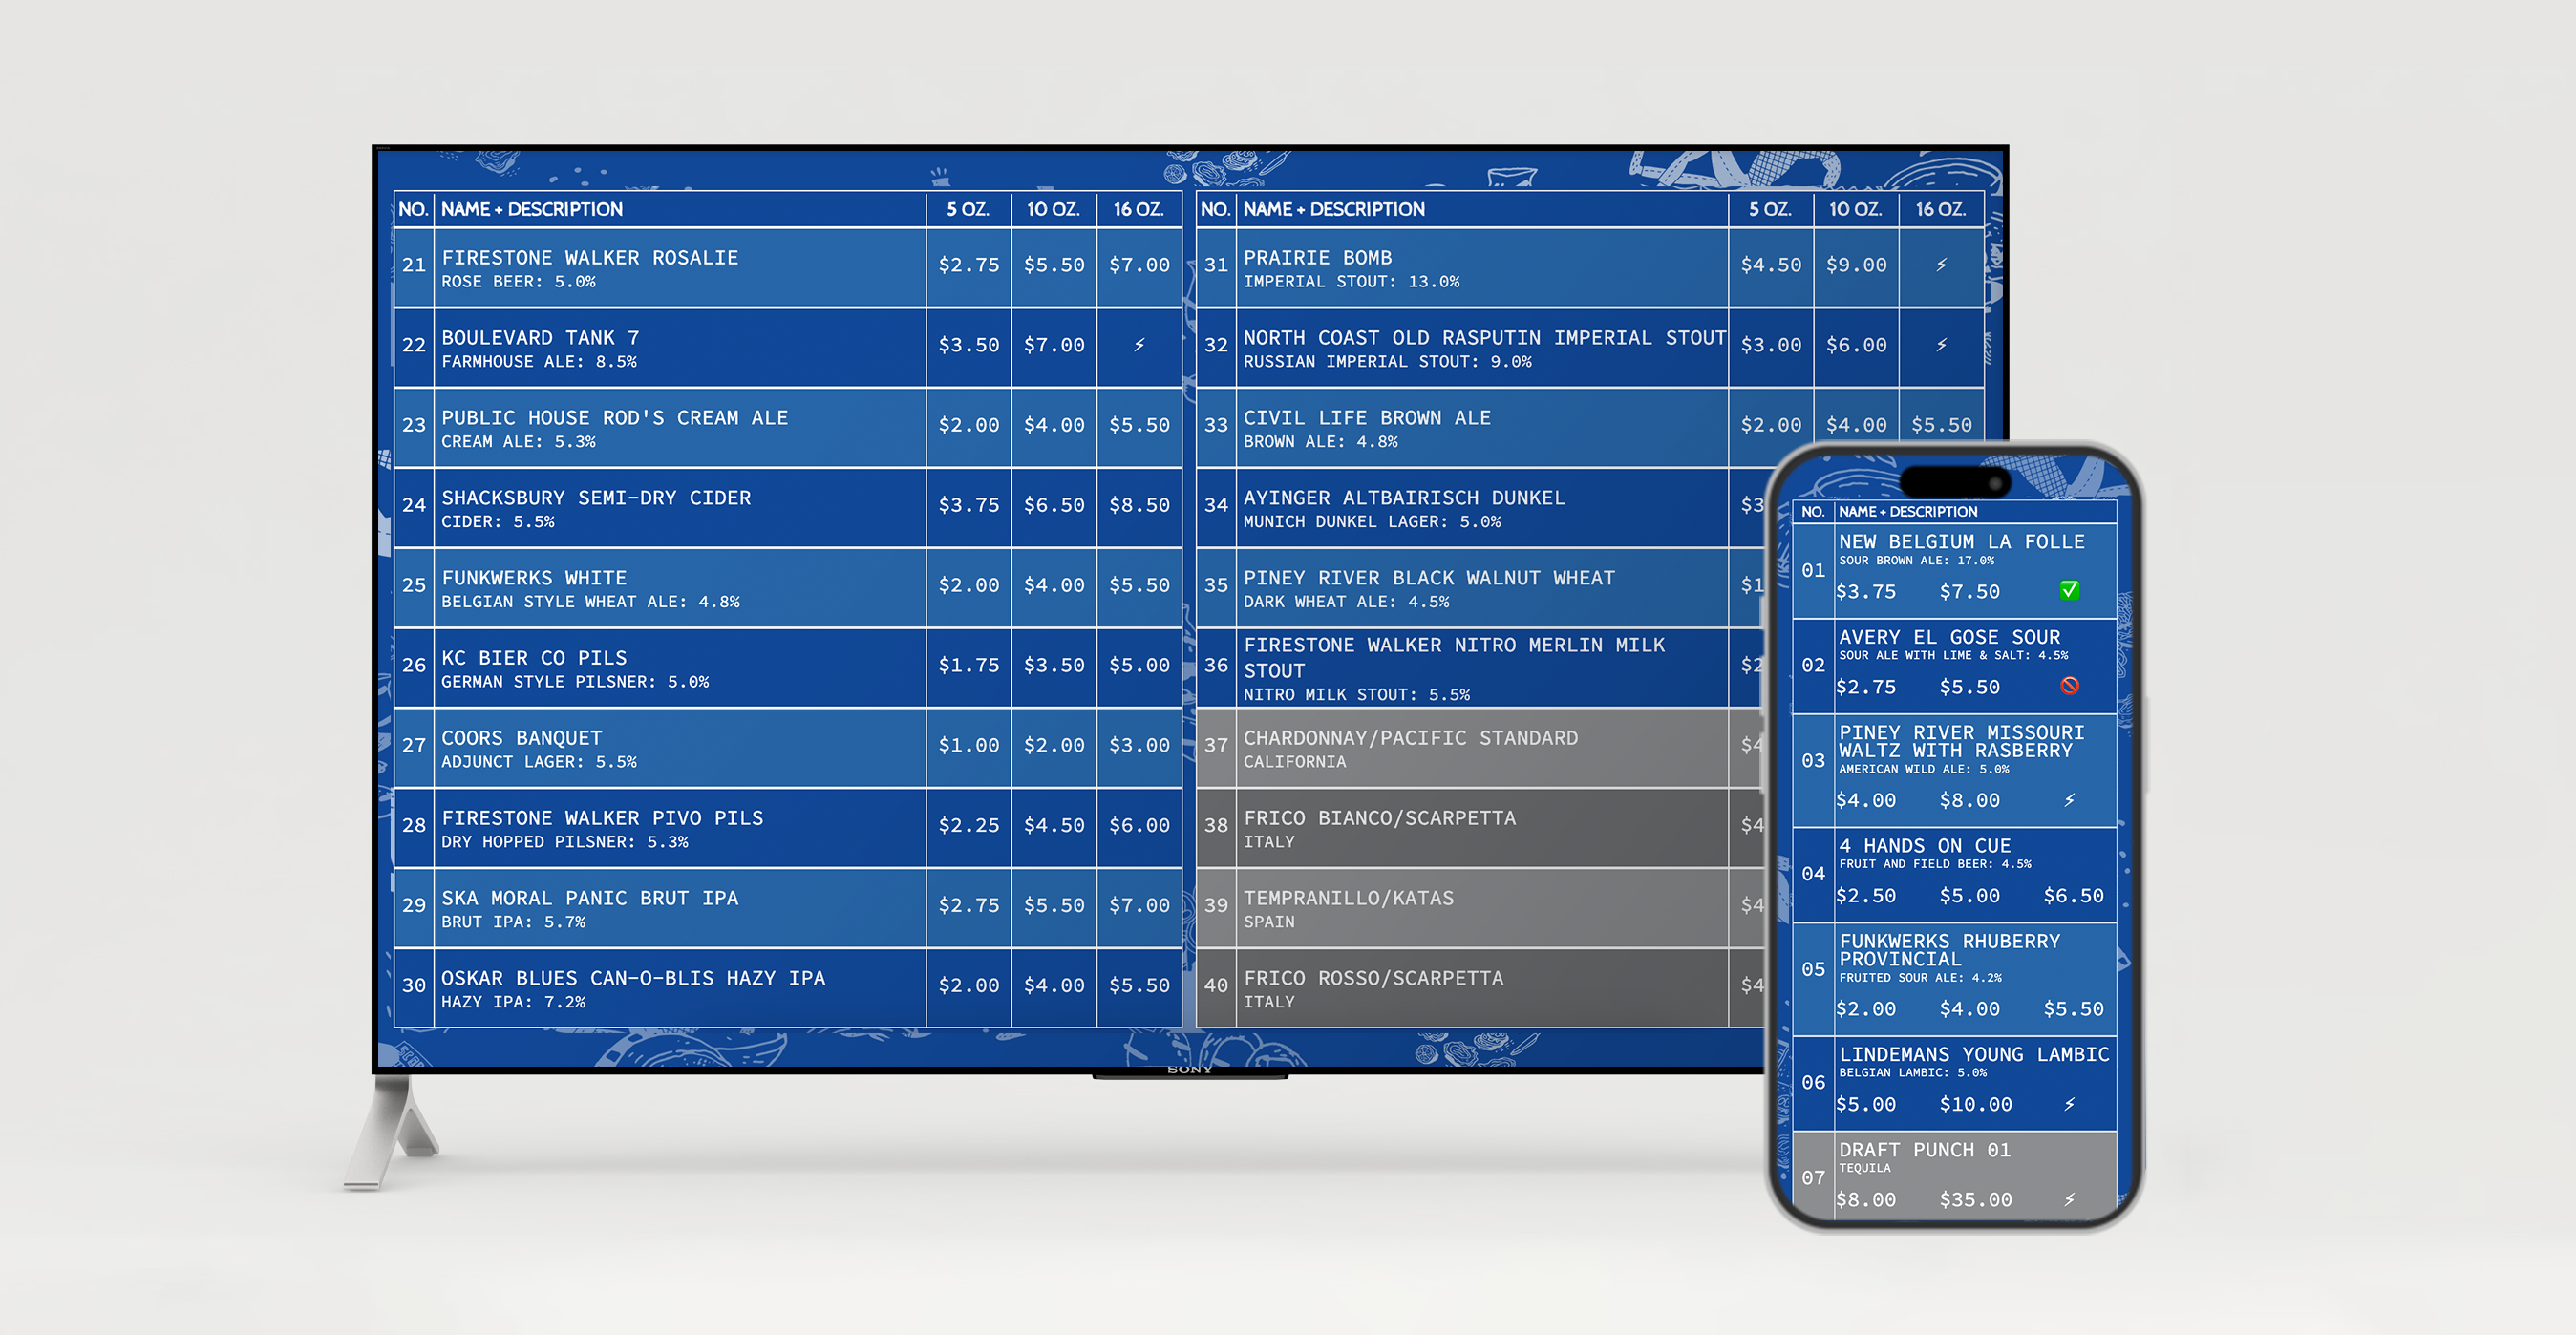 NO. NAME + DESCRIPTION 5 OZ. 10 OZ. 16 OZ.
21 FIRESTONE WALKER ROSALIE $2.75 $5.50 $7.00
ROSE BEER: 5.0%
22 BOULEVARD TANK 7 $3.50 $7.00 ⚡
FARMHOUSE ALE: 8.5%
23 PUBLIC HOUSE ROD'S CREAM ALE $2.00 $4.00 $5.50
CREAM ALE: 5.3%
24 SHACKSBURY SEMI-DRY CIDER $3.75 $6.50 $8.50
CIDER: 5.5%
25 FUNKWERKS WHITE $2.00 $4.00 $5.50
BELGIAN STYLE WHEAT ALE: 4.8%
26 KC BIER CO PILS $1.75 $3.50 $5.00
GERMAN STYLE PILSNER: 5.0%
27 COORS BANQUET $1.00 $2.00 $3.00
ADJUNCT LAGER: 5.5%
28 FIRESTONE WALKER PIVO PILS $2.25 $4.50 $6.00
DRY HOPPED PILSNER: 5.3%
29 SKA MORAL PANIC BRUT IPA $2.75 $5.50 $7.00
BRUT IPA: 5.7%
30 OSKAR BLUES CAN-O-BLIS HAZY IPA $2.00 $4.00 $5.50
HAZY IPA: 7.2%
NO. NAME + DESCRIPTION 5 OZ. 10 OZ. 16 OZ.
31 PRAIRIE BOMB $4.50 $9.00 ⚡
IMPERIAL STOUT: 13.0%
32 NORTH COAST OLD RASPUTIN IMPERIAL STOUT $3.00 $6.00 ⚡
RUSSIAN IMPERIAL STOUT: 9.0%
33 CIVIL LIFE BROWN ALE $2.00 $4.00 $5.50
BROWN ALE: 4.8%
34 AYINGER ALTBAIRISCH DUNKEL $3
MUNICH DUNKEL LAGER: 5.0%
35 PINEY RIVER BLACK WALNUT WHEAT $1
DARK WHEAT ALE: 4.5%
36 FIRESTONE WALKER NITRO MERLIN MILK $2
STOUT
NITRO MILK STOUT: 5.5%
37 CHARDONNAY/PACIFIC STANDARD $4
CALIFORNIA
38 FRICO BIANCO/SCARPETTA $4
ITALY
39 TEMPRANILLO/KATAS $4
SPAIN
40 FRICO ROSSO/SCARPETTA $4
ITALY
SONY
NO. NAME + DESCRIPTION
01 NEW BELGIUM LA FOLLE
SOUR BROWN ALE: 17.0%
$3.75 $7.50 ✅
02 AVERY EL GOSE SOUR
SOUR ALE WITH LIME & SALT: 4.5%
$2.75 $5.50 🚫
03 PINEY RIVER MISSOURI
WALTZ WITH RASBERRY
AMERICAN WILD ALE: 5.0%
$4.00 $8.00 ⚡
04 4 HANDS ON CUE
FRUIT AND FIELD BEER: 4.5%
$2.50 $5.00 $6.50
05 FUNKWERKS RHUBERRY
PROVINCIAL
FRUITED SOUR ALE: 4.2%
$2.00 $4.00 $5.50
06 LINDEMANS YOUNG LAMBIC
BELGIAN LAMBIC: 5.0%
$5.00 $10.00 ⚡
07 DRAFT PUNCH 01
TEQUILA
$8.00 $35.00 ⚡